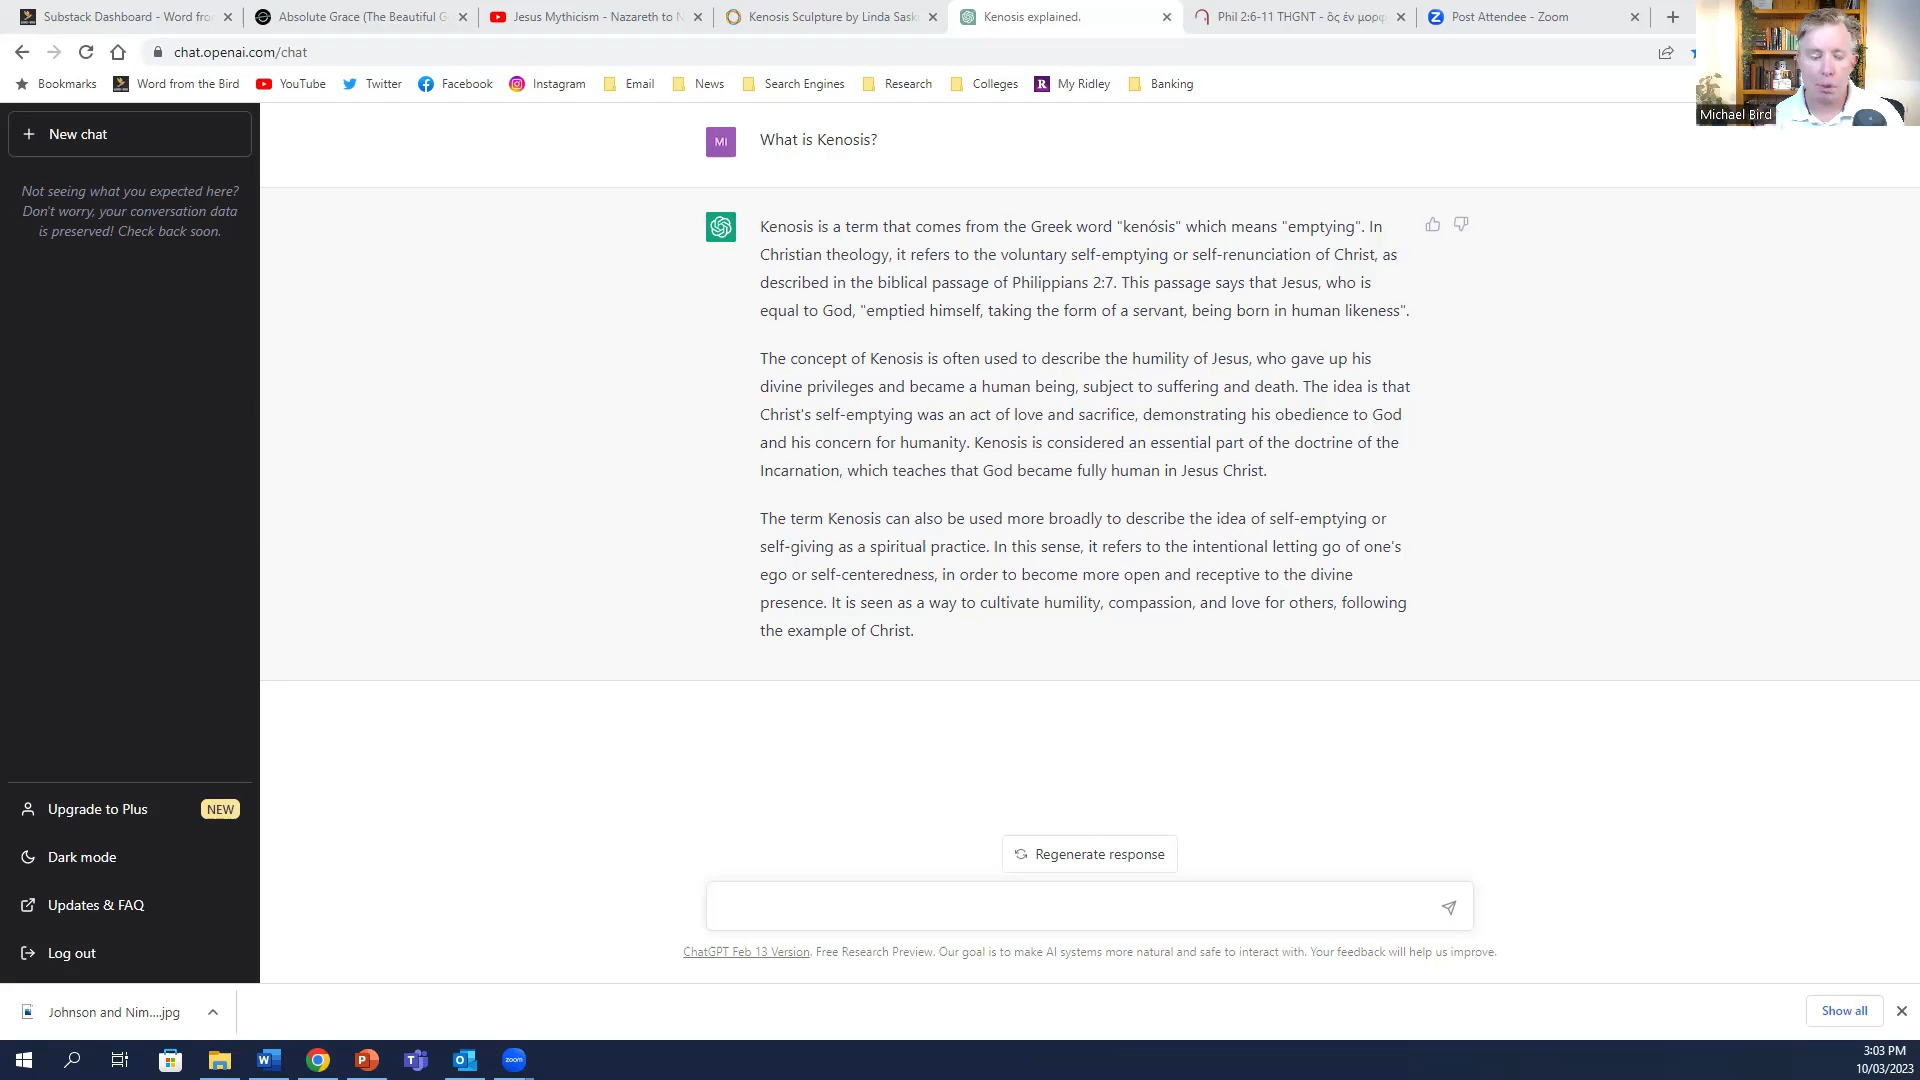 Substack Dashboard - Word fro
Absolute Grace (The Beautiful G
Jesus Mythicism - Nazareth to N
Kenosis Sculpture by Linda Sask
Kenosis explained.
Phil 2:6-11 THGNT - ὃς ἐν μορφ
Post Attendee - Zoom
chat.openai.com/chat
Bookmarks
Word from the Bird
YouTube
Twitter
Facebook
Instagram
Email
News
Search Engines
Research
Colleges
R
My Ridley
Banking
Michael Bird
New chat
Not seeing what you expected here?
Don't worry, your conversation data
is preserved! Check back soon.
MI
What is Kenosis?
Kenosis is a term that comes from the Greek word "kenósis" which means "emptying". In
Christian theology, it refers to the voluntary self-emptying or self-renunciation of Christ, as
described in the biblical passage of Philippians 2:7. This passage says that Jesus, who is
equal to God, "emptied himself, taking the form of a servant, being born in human likeness".
The concept of Kenosis is often used to describe the humility of Jesus, who gave up his
divine privileges and became a human being, subject to suffering and death. The idea is that
Christ's self-emptying was an act of love and sacrifice, demonstrating his obedience to God
and his concern for humanity. Kenosis is considered an essential part of the doctrine of the
Incarnation, which teaches that God became fully human in Jesus Christ.
The term Kenosis can also be used more broadly to describe the idea of self-emptying or
self-giving as a spiritual practice. In this sense, it refers to the intentional letting go of one's
ego or self-centeredness, in order to become more open and receptive to the divine
presence. It is seen as a way to cultivate humility, compassion, and love for others, following
the example of Christ.
Upgrade to Plus
NEW
Dark mode
Updates & FAQ
Log out
Regenerate response
ChatGPT Feb 13 Version. Free Research Preview. Our goal is to make AI systems more natural and safe to interact with. Your feedback will help us improve.
Johnson and Nim....jpg
Show all
zoom
3:03 PM
10/03/2023